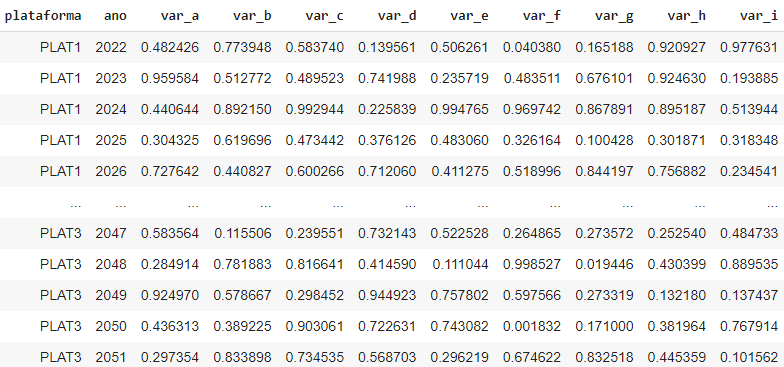 plataforma ano var_a var_b var_c var_d var_e var_f var_g var_h var_i
PLAT1 2022 0.482426 0.773948 0.583740 0.139561 0.506261 0.040380 0.165188 0.920927 0.977631
PLAT1 2023 0.959584 0.512772 0.489523 0.741988 0.235719 0.483511 0.676101 0.924630 0.193885
PLAT1 2024 0.440644 0.892150 0.992944 0.225839 0.994765 0.969742 0.867891 0.895187 0.513944
PLAT1 2025 0.304325 0.619696 0.473442 0.376126 0.483060 0.326164 0.100428 0.301871 0.318348
PLAT1 2026 0.727642 0.440827 0.600266 0.712060 0.411275 0.518996 0.844197 0.756882 0.234541
... ... ... ... ... ... ... ... ... ... ...
PLAT3 2047 0.583564 0.115506 0.239551 0.732143 0.522528 0.264865 0.273572 0.252540 0.484733
PLAT3 2048 0.284914 0.781883 0.816641 0.414590 0.111044 0.998527 0.019446 0.430399 0.889535
PLAT3 2049 0.924970 0.578667 0.298452 0.944923 0.757802 0.597566 0.273319 0.132180 0.137437
PLAT3 2050 0.436313 0.389225 0.903061 0.722631 0.743082 0.001832 0.171000 0.381964 0.767914
PLAT3 2051 0.297354 0.833898 0.734535 0.568703 0.296219 0.674622 0.832518 0.445359 0.101562